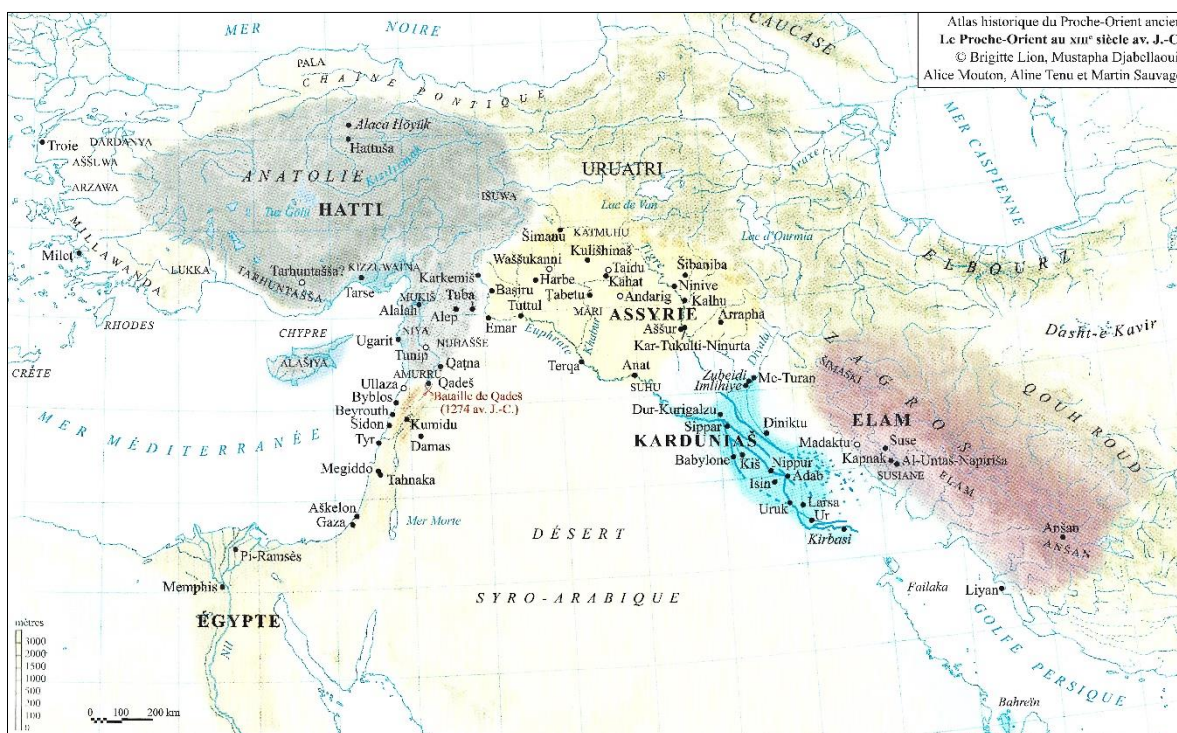 Atlas historique du Proche-Orient ancien
Le Proche-Orient au XIIIᵉ siècle av. J.-C
© Brigitte Lion, Mustapha Djabellaoui
Alice Mouton, Aline Tenu et Martin Sauvage
MER NOIRE
CAUCASE
PALA
CHAÎNE PONTIQUE
MER CASPIENNE
Alaca Höyük
Hattuša
Troie
DARDANYA
AŠŠUWA
ARZAWA
ANATOLIE
Kızılırmak
HATTI
Tuz Gölü
IŠUWA
URUATRI
Araxe
Lac de Van
Lac d'Ourmia
ELBOURZ
MILLAWANDA
Milet
LUKKA
Tarhuntašša?
TARHUNTAŠŠA
KIZZUWATNA
Tarse
Karkemiš
Šimanu
KATMUHU
Waššukanni
Kulišhinaš
Taidu
Kahat
Harbe
Tabetu
Andarig
MÂRI
Tigre
Šibaniba
Ninive
Kalhu
Arrapha
ASSYRIE
Aššur
Kar-Tukulti-Ninurta
Başiru
Tuttul
Emar
Euphrate
Khabur
MUKIŠ
Alalah
Tuba
Alep
NIYA
NUHAŠŠE
Ugarit
Tunip
Qatna
AMURRU
Qadeš
Bataille de Qadeš
(1274 av. J.-C.)
RHODES
CRÈTE
CHYPRE
ALAŠIYA
Dasht-e Kavir
ZAGROS
ŠIMAŠKI
QOUH ROUD
Terqa
Anat
SUHU
Diyala
Zubeidi
Imlihiye
Me-Turan
Ullaza
Byblos
Beyrouth
Sidon
Tyr
Kumidu
Damas
MER MÉDITERRANÉE
Megiddo
Tahnaka
Dur-Kurigalzu
Sippar
Diniktu
KARDUNIAŠ
Babylone
Kiš
Nippur
Adab
Isin
Uruk
Larsa
Ur
Kirbasi
ELAM
Madaktu
Suse
Kapnak
Al-Untaš-Napiriša
SUSIANE
ELAM
Anšan
ANŠAN
Aškelon
Gaza
Mer Morte
DÉSERT
SYRO-ARABIQUE
Pi-Ramsès
Memphis
ÉGYPTE
Nil
Failaka
Liyan
GOLFE PERSIQUE
Bahreïn
mètres
3000
2000
1500
1000
500
200
100
0
0 100 200 km